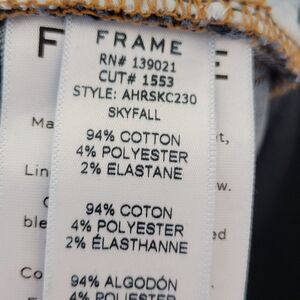 FRAME
RN# 139021
CUT# 1553
STYLE: AHRSKC230
SKYFALL
94% COTTON
4% POLYESTER
2% ELASTANE
94% COTON
4% POLYESTER
2% ÉLASTHANNE
94% ALGODÓN
4% POLIÉSTER